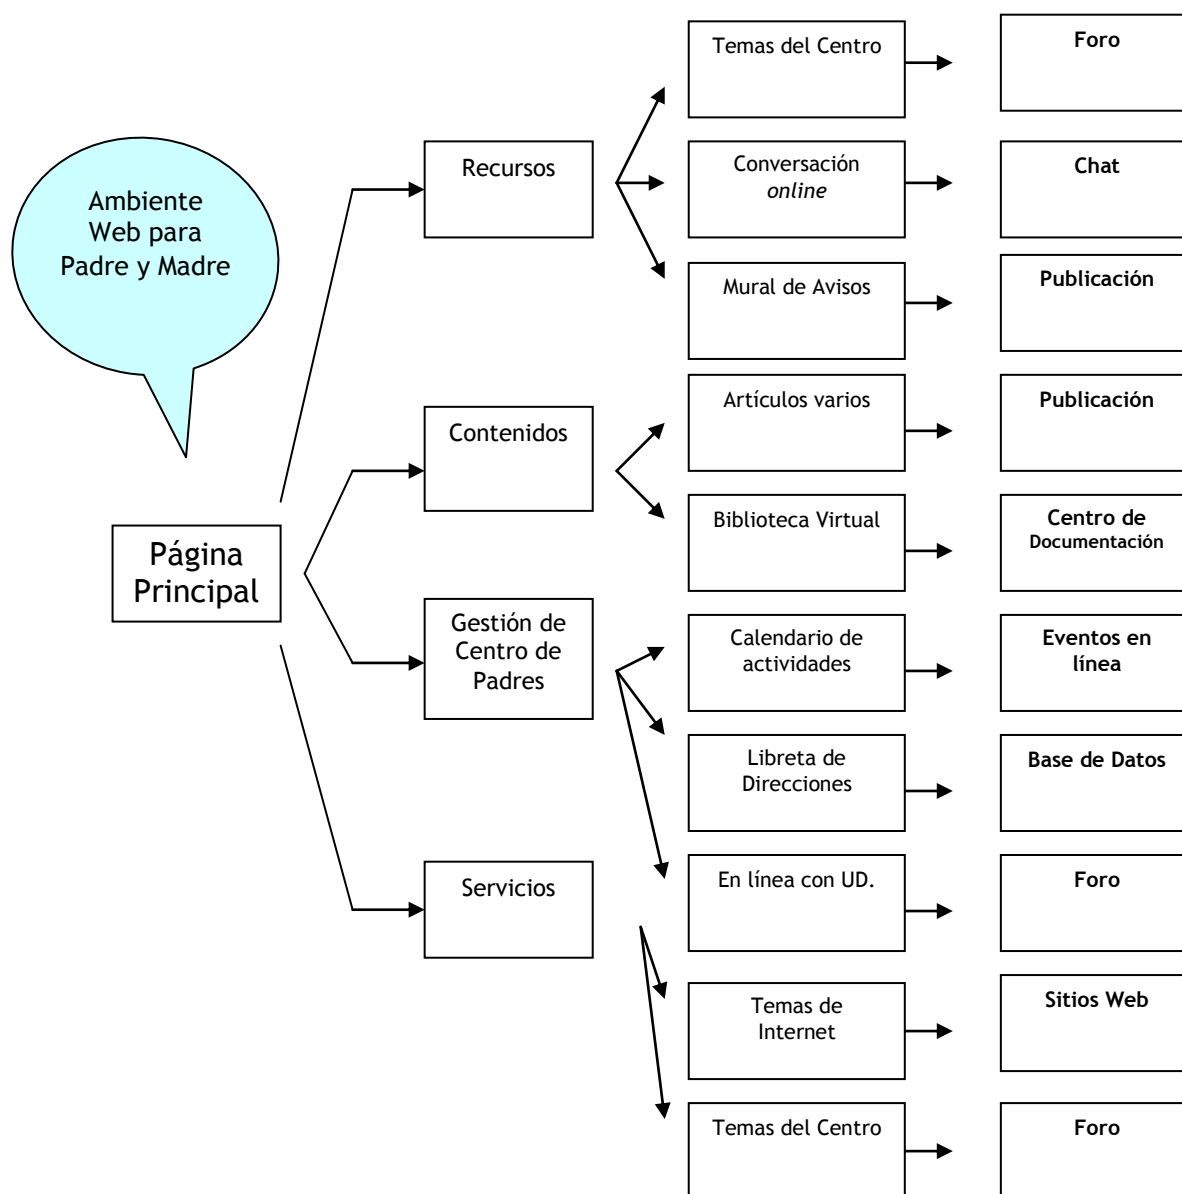 Temas del Centro
Foro
Ambiente
Web para
Padre y Madre
Recursos
Conversación
online
Chat
Mural de Avisos
Publicación
Contenidos
Artículos varios
Publicación
Biblioteca Virtual
Centro de
Documentación
Página
Principal
Gestión de
Centro de
Padres
Calendario de
actividades
Eventos en
línea
Libreta de
Direcciones
Base de Datos
Servicios
En línea con UD.
Foro
Temas de
Internet
Sitios Web
Temas del Centro
Foro